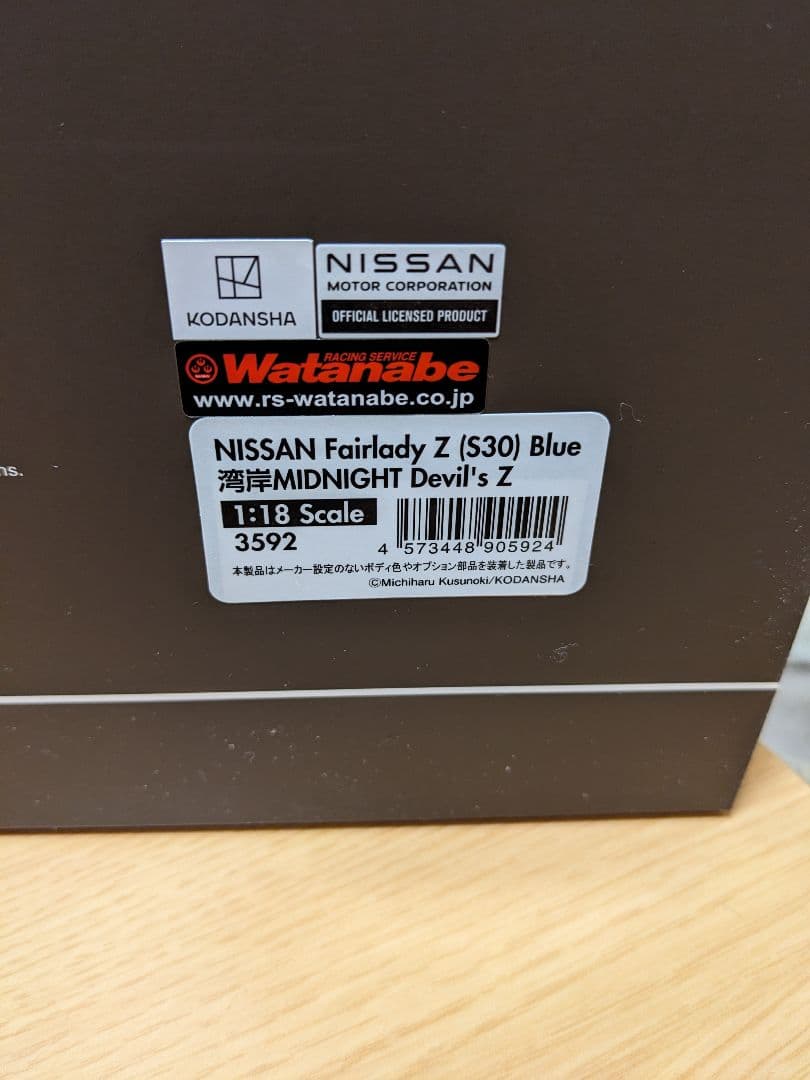 KODANSHA
NISSAN
MOTOR CORPORATION
OFFICIAL LICENSED PRODUCT
RACING SERVICE
Watanabe
www.rs-watanabe.co.jp
NISSAN Fairlady Z (S30) Blue
湾岸MIDNIGHT Devil's Z
1:18 Scale
3592
4 573448 905924
本製品はメーカー設定のないボディ色やオプション部品を装着した製品です。
©Michiharu Kusunoki/KODANSHA